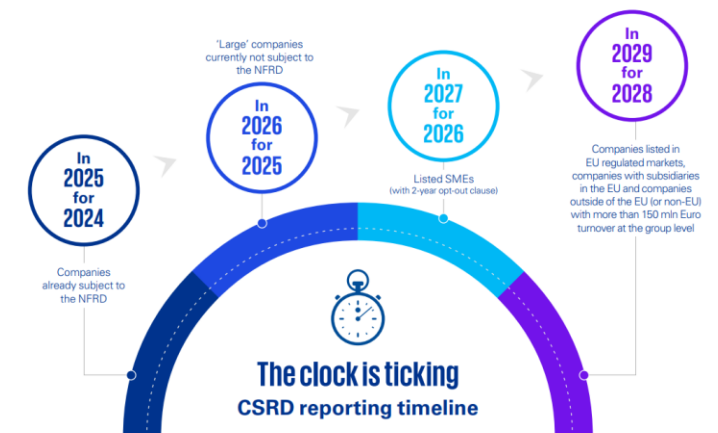 In
2025
for
2024
Companies
already subject to
the NFRD
'Large' companies
currently not subject to
the NFRD
In
2026
for
2025
In
2027
for
2026
Listed SMEs
(with 2-year opt-out clause)
In
2029
for
2028
Companies listed in
EU regulated markets,
companies with subsidiaries
in the EU and companies
outside of the EU (or non-EU)
with more than 150 mln Euro
turnover at the group level
The clock is ticking
CSRD reporting timeline